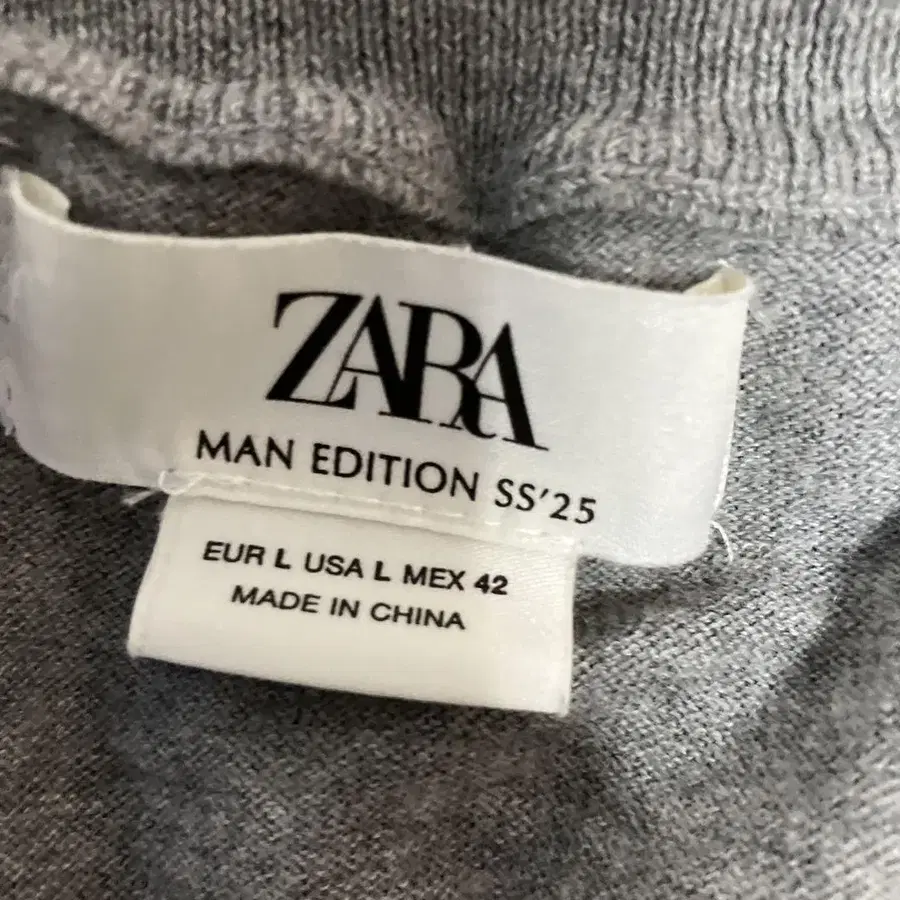 ZARA
MAN EDITION SS'25
EUR L USA L MEX 42
MADE IN CHINA